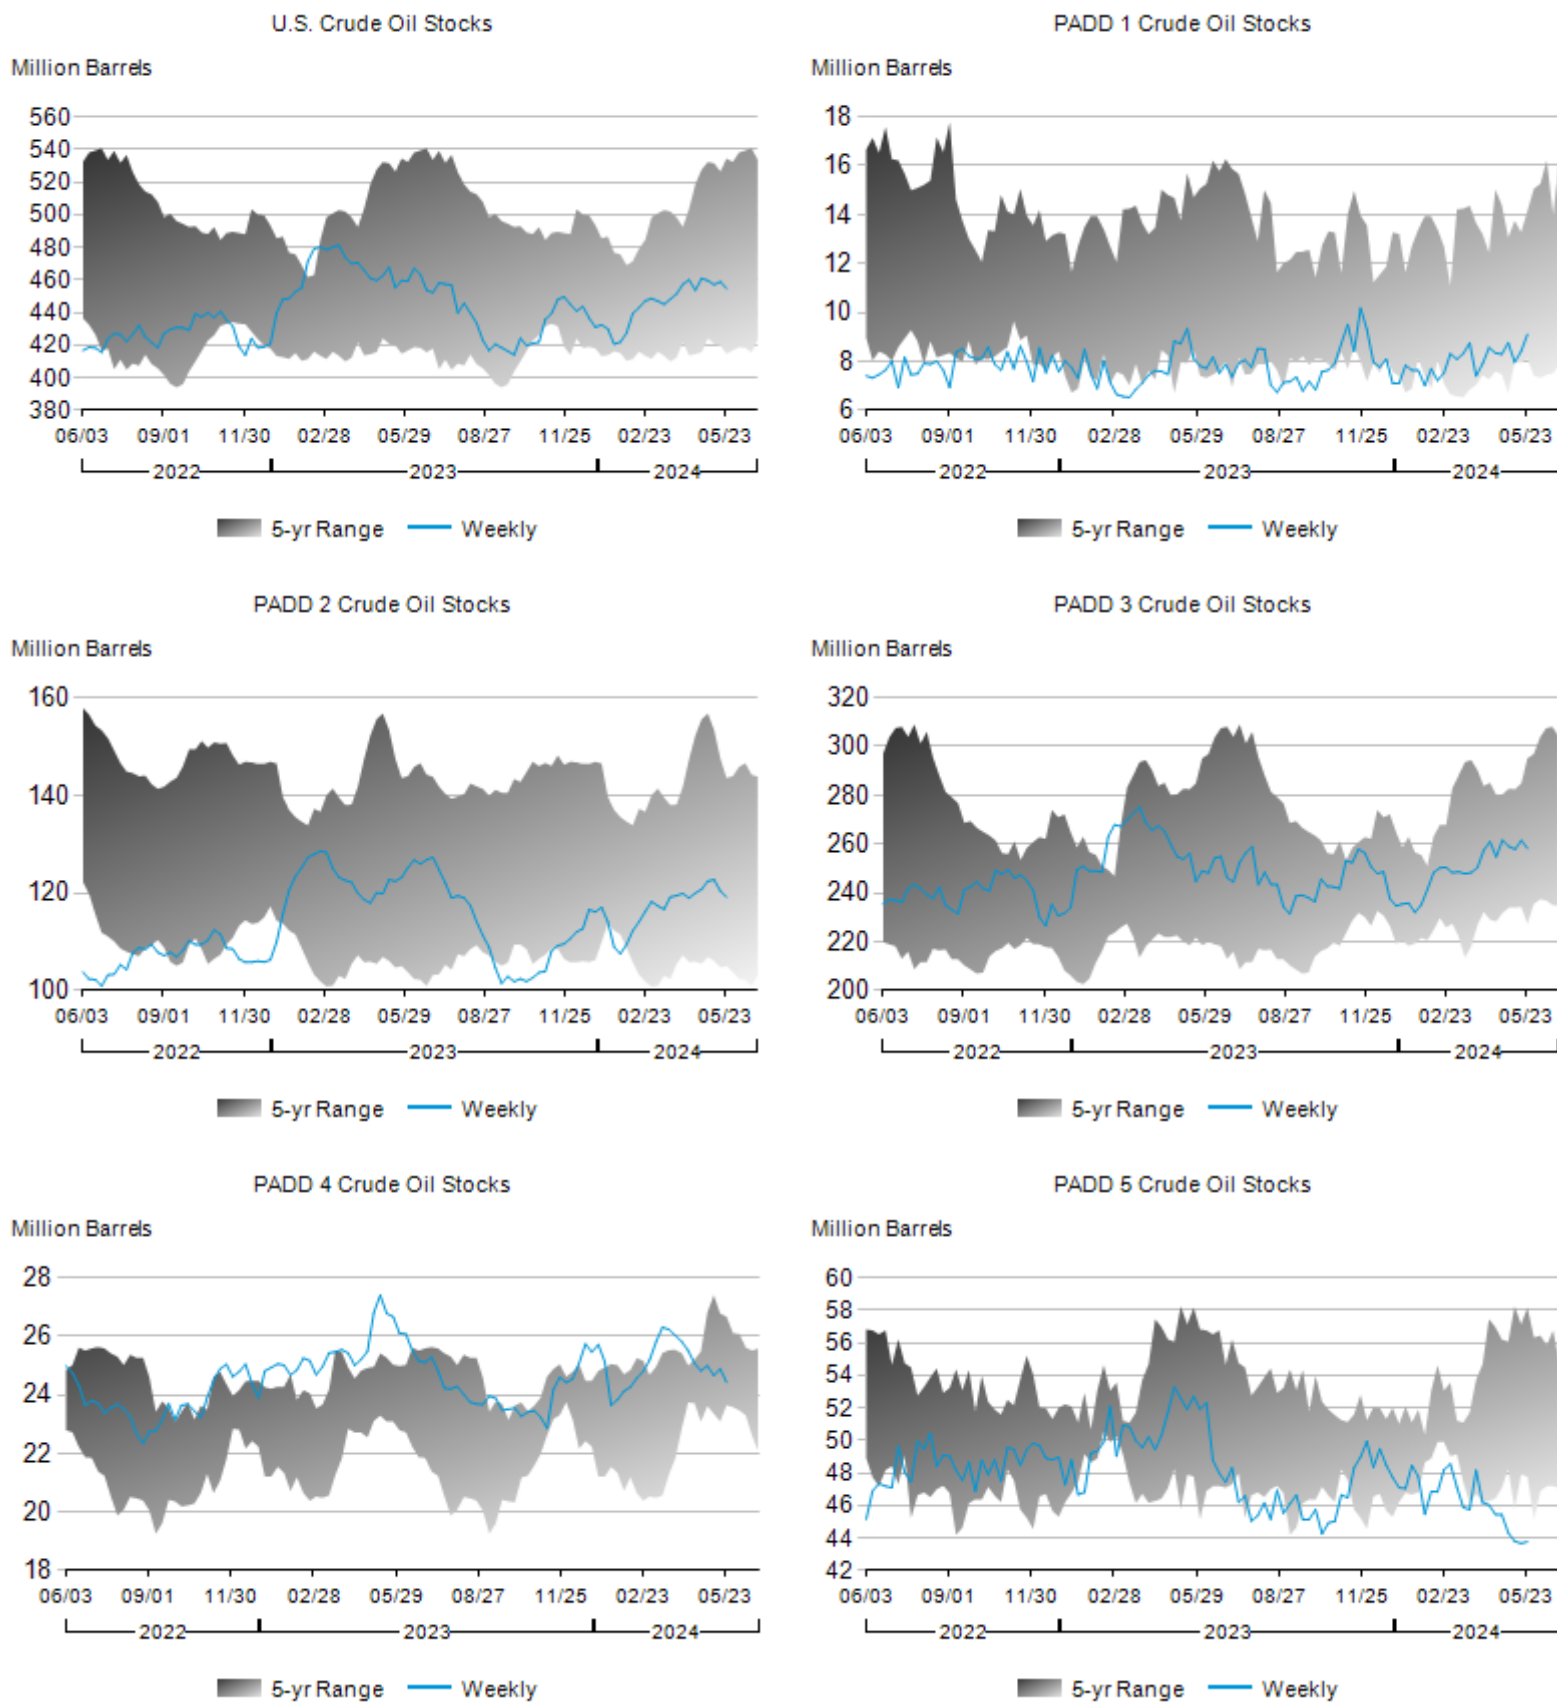 U.S. Crude Oil Stocks
Million Barrels
560
540
520
500
480
460
440
420
400
380
06/03 09/01 11/30 02/28 05/29 08/27 11/25 02/23 05/23
2022 2023 2024
5-yr Range Weekly
PADD 1 Crude Oil Stocks
Million Barrels
18
16
14
12
10
8
6
06/03 09/01 11/30 02/28 05/29 08/27 11/25 02/23 05/23
2022 2023 2024
5-yr Range Weekly
PADD 2 Crude Oil Stocks
Million Barrels
160
140
120
100
06/03 09/01 11/30 02/28 05/29 08/27 11/25 02/23 05/23
2022 2023 2024
5-yr Range Weekly
PADD 3 Crude Oil Stocks
Million Barrels
320
300
280
260
240
220
200
06/03 09/01 11/30 02/28 05/29 08/27 11/25 02/23 05/23
2022 2023 2024
5-yr Range Weekly
PADD 4 Crude Oil Stocks
Million Barrels
28
26
24
22
20
18
06/03 09/01 11/30 02/28 05/29 08/27 11/25 02/23 05/23
2022 2023 2024
5-yr Range Weekly
PADD 5 Crude Oil Stocks
Million Barrels
60
58
56
54
52
50
48
46
44
42
06/03 09/01 11/30 02/28 05/29 08/27 11/25 02/23 05/23
2022 2023 2024
5-yr Range Weekly